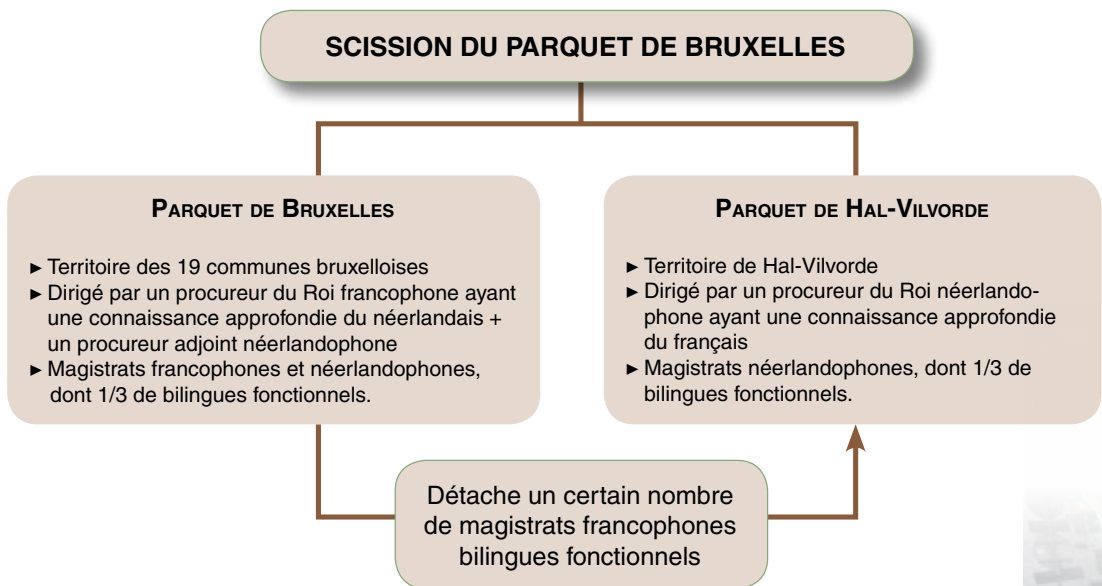 SCISSION DU PARQUET DE BRUXELLES
PARQUET DE BRUXELLES
► Territoire des 19 communes bruxelloises
► Dirigé par un procureur du Roi francophone ayant
une connaissance approfondie du néerlandais +
un procureur adjoint néerlandophone
► Magistrats francophones et néerlandophones,
dont 1/3 de bilingues fonctionnels.
PARQUET DE HAL-VILVORDE
► Territoire de Hal-Vilvorde
► Dirigé par un procureur du Roi néerlando-
phone ayant une connaissance approfondie
du français
► Magistrats néerlandophones, dont 1/3 de
bilingues fonctionnels.
Détache un certain nombre
de magistrats francophones
bilingues fonctionnels